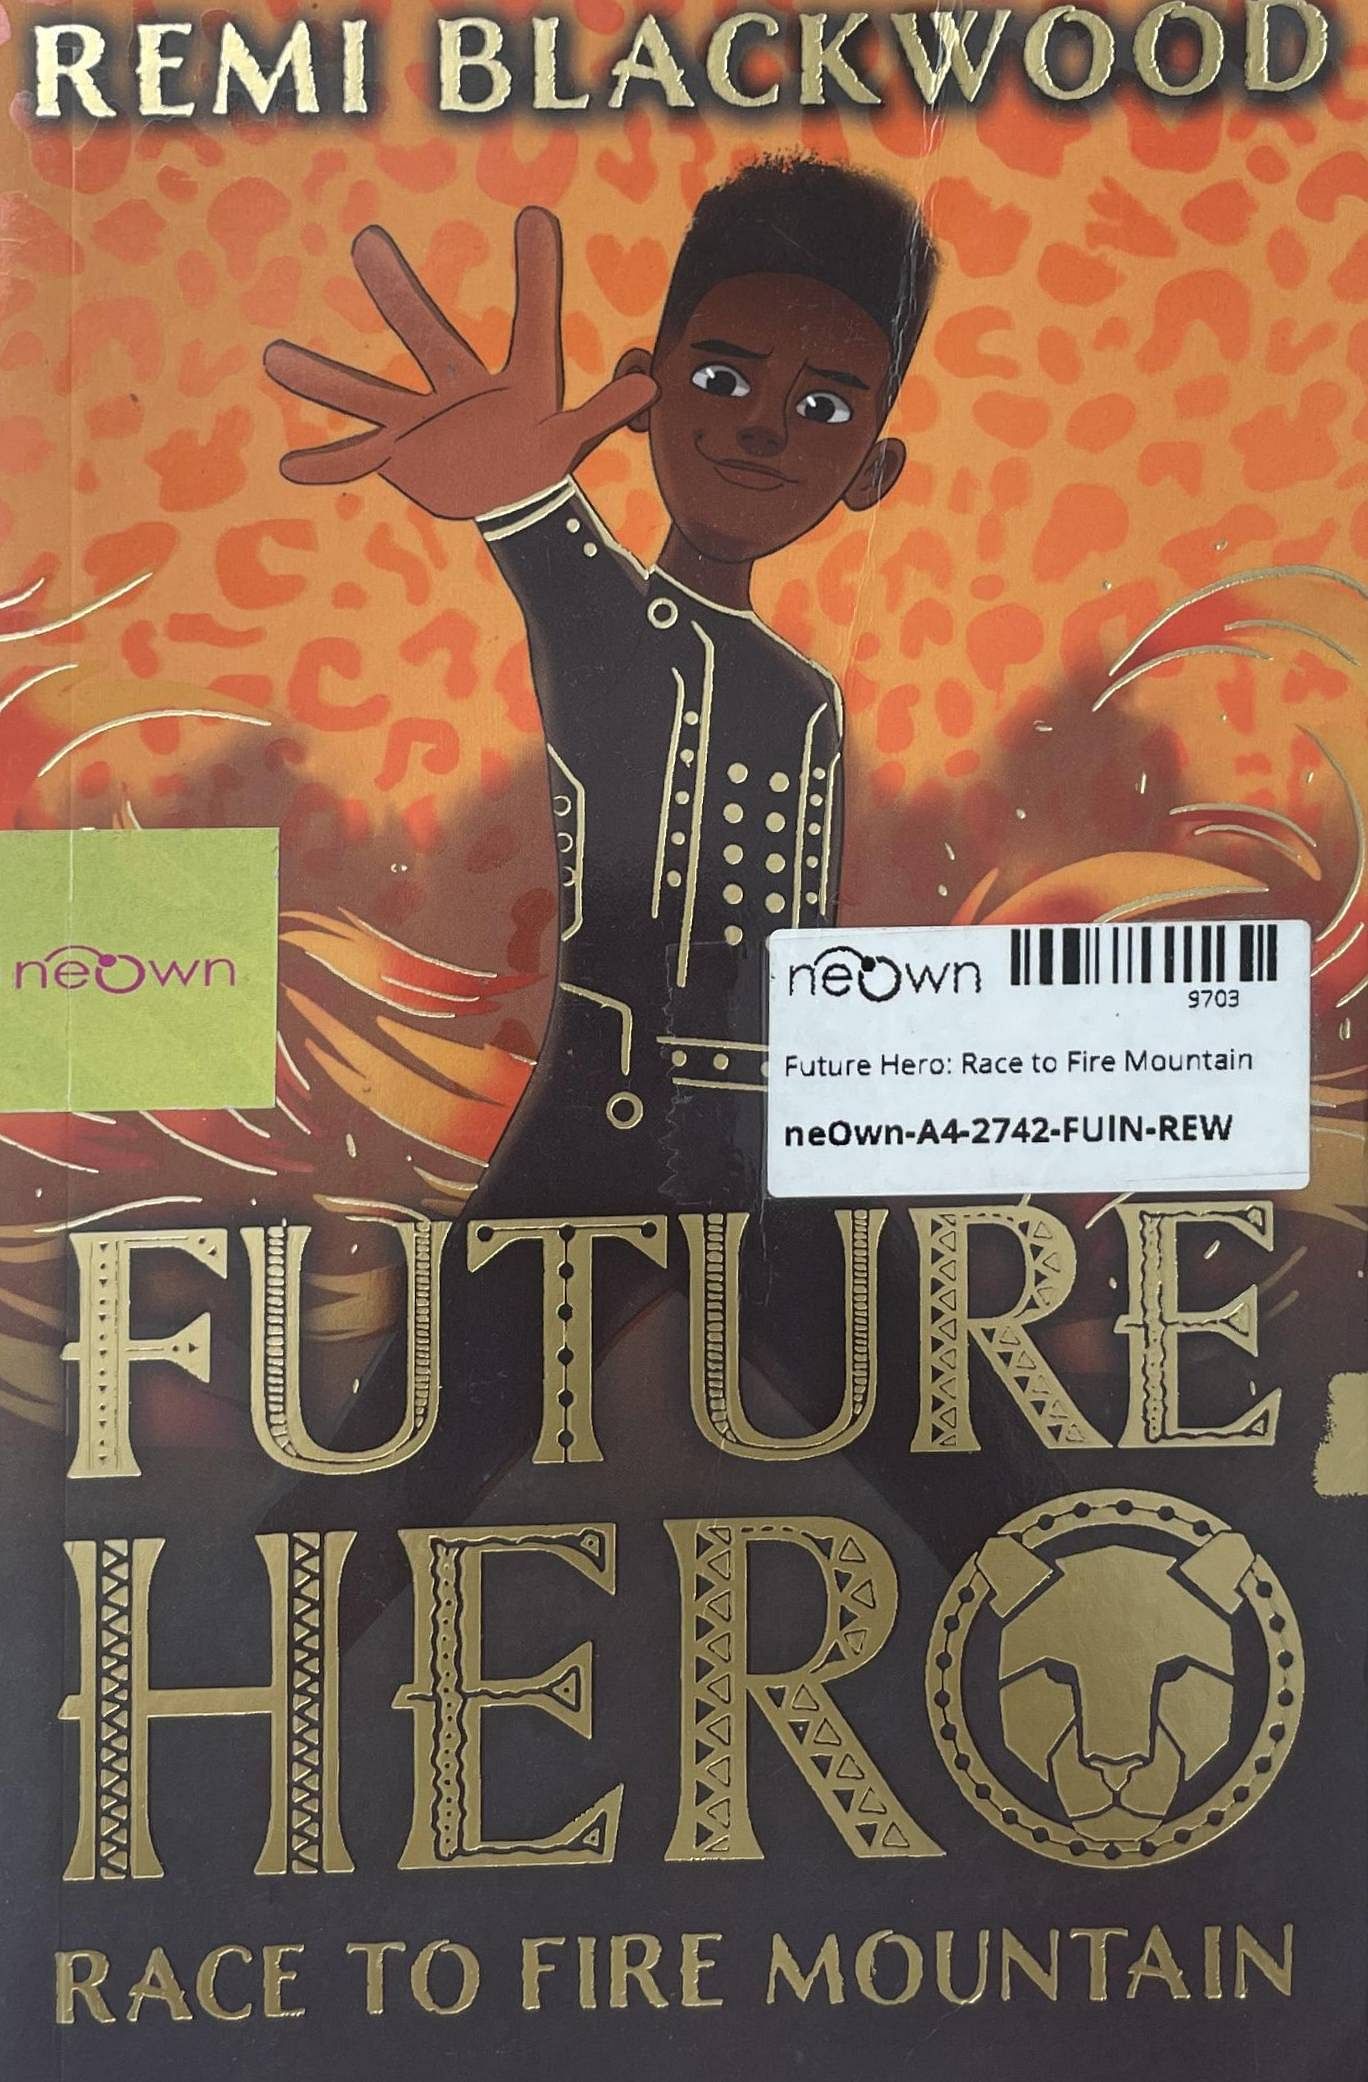 REMI BLACKWOOD
neOwn
neOwn
9703
Future Hero: Race to Fire Mountain
neOwn-A4-2742-FUIN-REW
FUTURE
HERO
RACE TO FIRE MOUNTAIN